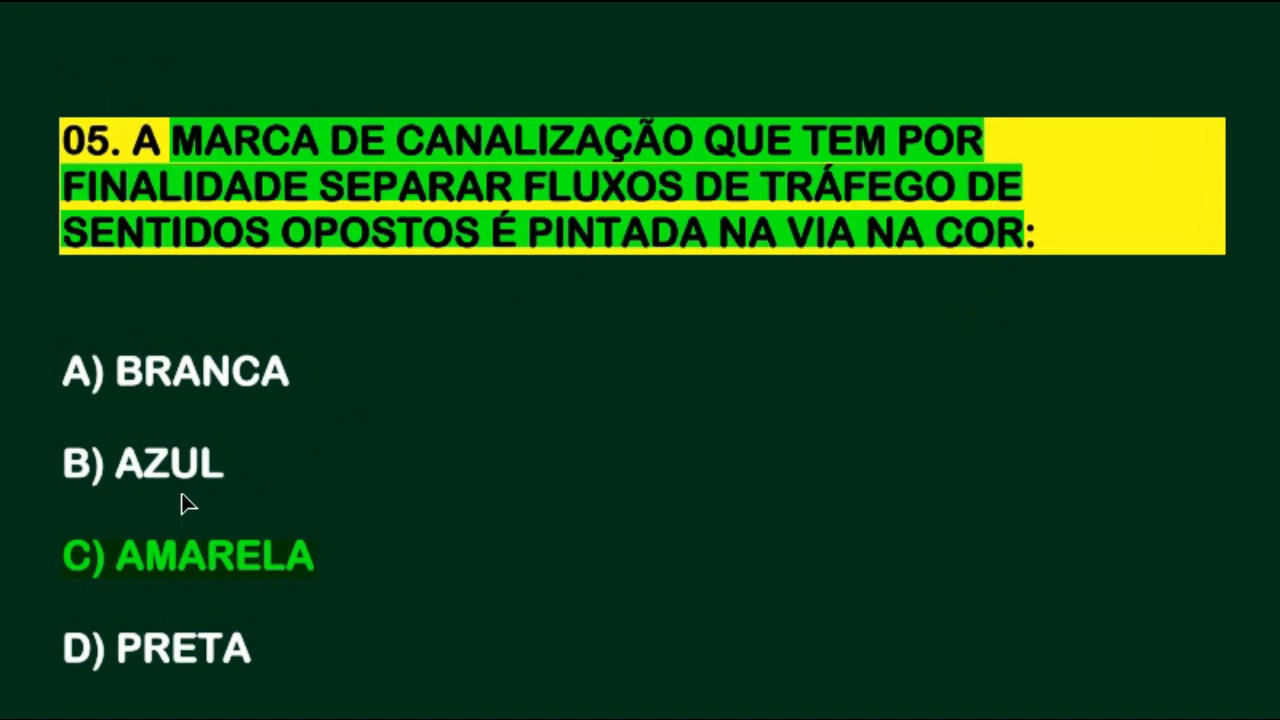 05. A MARCA DE CANALIZAÇÃO QUE TEM POR
FINALIDADE SEPARAR FLUXOS DE TRÁFEGO DE
SENTIDOS OPOSTOS É PINTADA NA VIA NA COR:
A) BRANCA
B) AZUL
C) AMARELA
D) PRETA